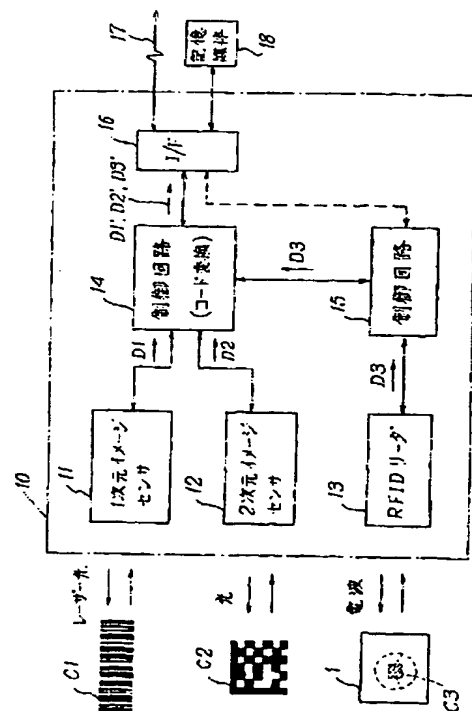 10
C1
レーザー光
11
1次元イメージ
センサ
D1
14
制御回路
(コード変換)
D1', D2', D3'
16
I/F
17
18
記憶
媒体
C2
光
12
2次元イメージ
センサ
D2
D3
1
C3
電波
13
RFIDリーダ
D3
15
制御回路